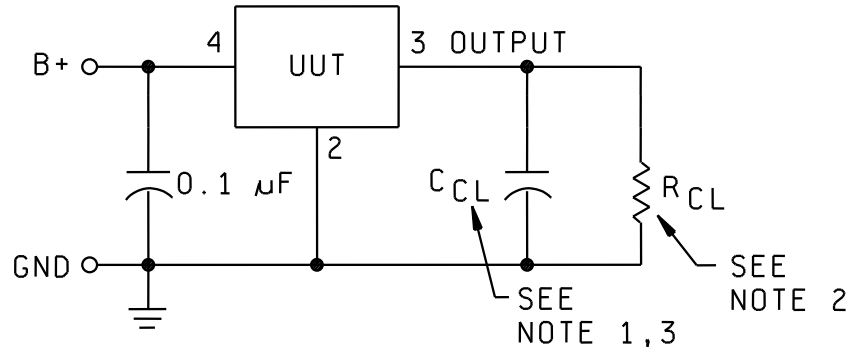 B+
4
UUT
3 OUTPUT
2
0.1 µF
C CL
R CL
GND
SEE
NOTE 1,3
SEE
NOTE 2